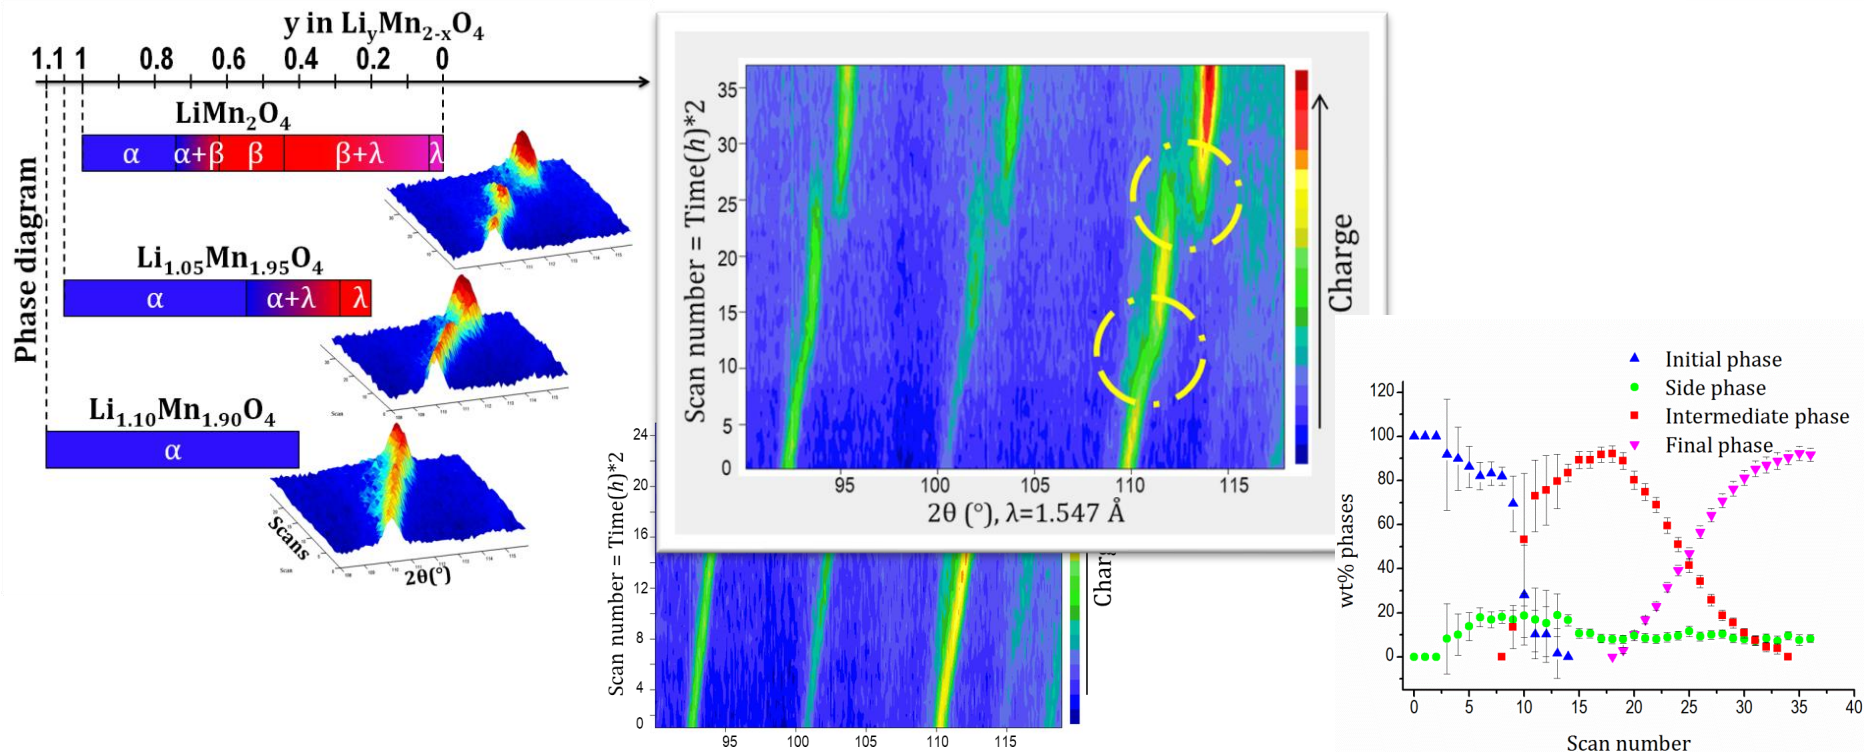 y in LiyMn2-xO4
1.1 1 0.8 0.6 0.4 0.2 0
Phase diagram
LiMn2O4
α α+β β β+λ λ
Li1.05Mn1.95O4
α α+λ λ
Li1.10Mn1.90O4
α
Scans
Scan
Scan
2θ(°)
Scan number = Time(h)*2
35
30
25
20
15
10
5
0
95 100 105 110 115
2θ (°), λ=1.547 Å
Charge
Scan number = Time(h)*2
24
22
20
16
12
8
4
0
95 100 105 110 115
Initial phase
Side phase
Intermediate phase
Final phase
wt% phases
120
100
80
60
40
20
0
0 5 10 15 20 25 30 35 40
Scan number